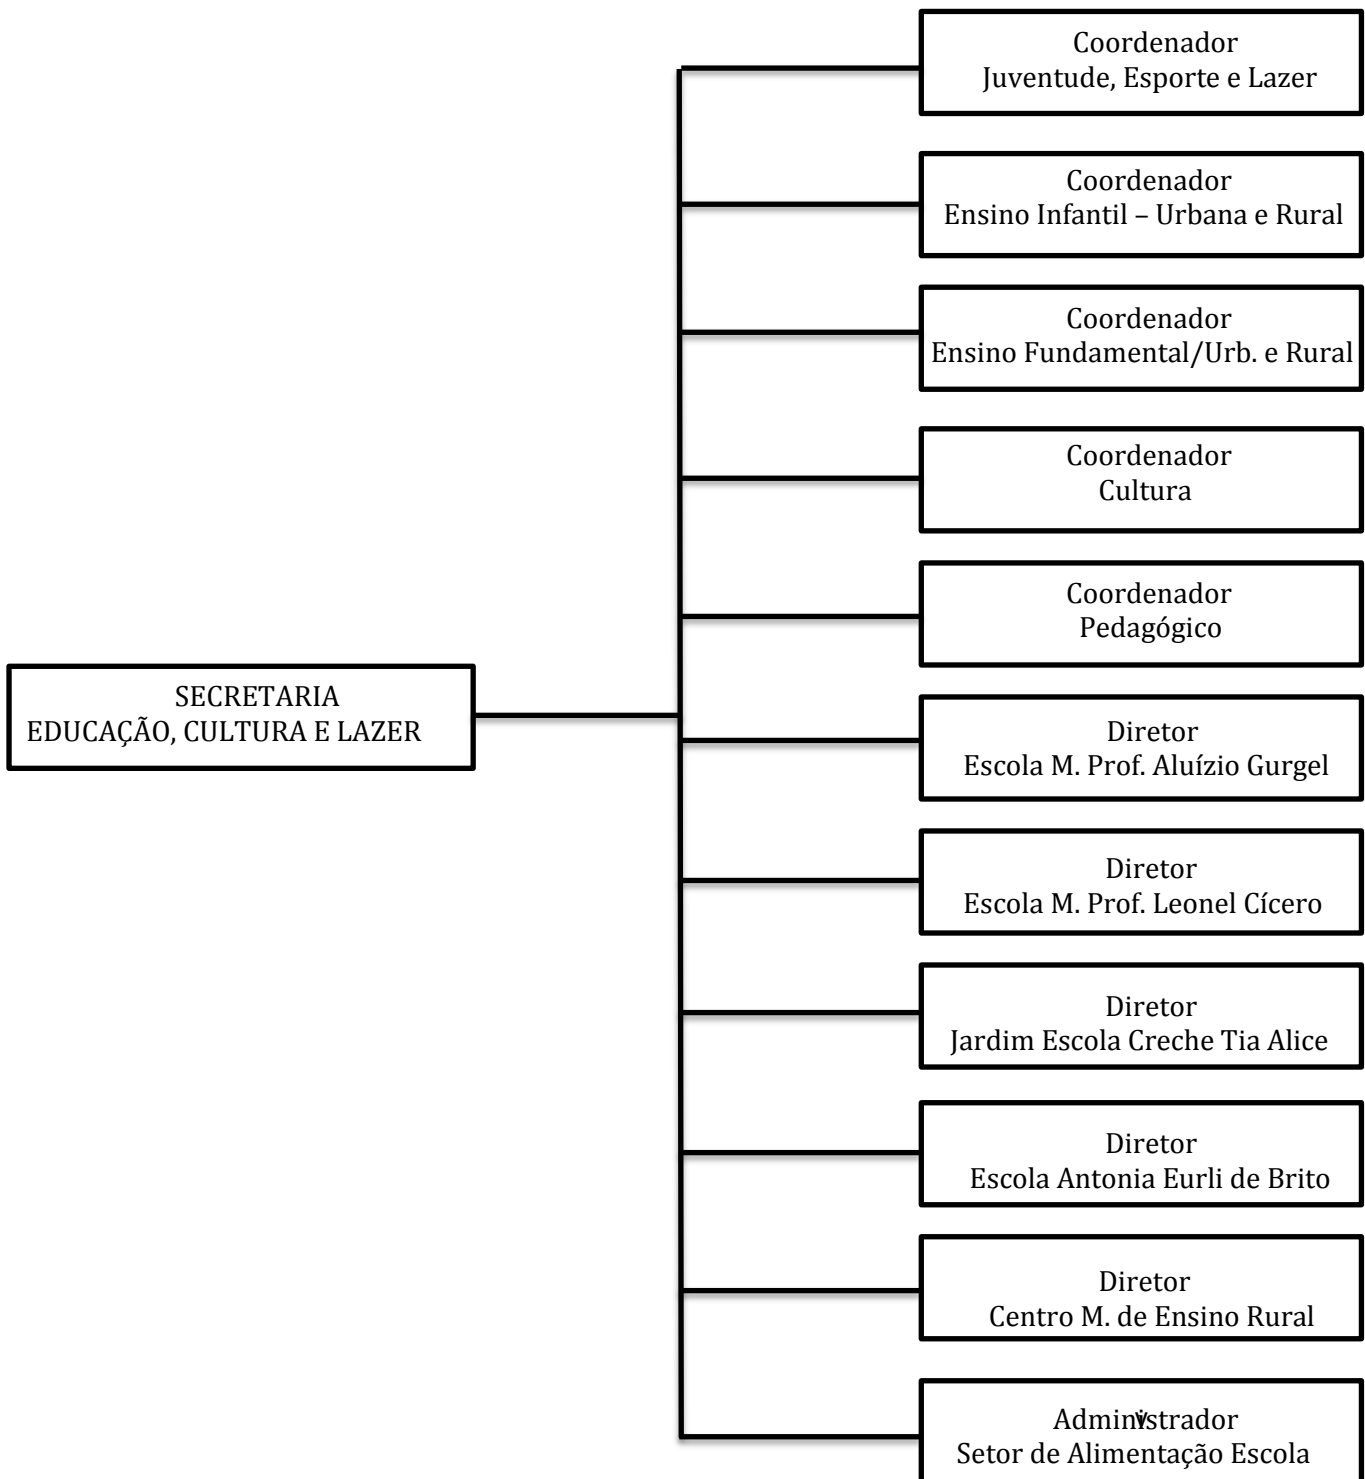 Coordenador
Juventude, Esporte e Lazer
Coordenador
Ensino Infantil – Urbana e Rural
Coordenador
Ensino Fundamental/Urb. e Rural
Coordenador
Cultura
Coordenador
Pedagógico
SECRETARIA
EDUCAÇÃO, CULTURA E LAZER
Diretor
Escola M. Prof. Aluízio Gurgel
Diretor
Escola M. Prof. Leonel Cícero
Diretor
Jardim Escola Creche Tia Alice
Diretor
Escola Antonia Eurli de Brito
Diretor
Centro M. de Ensino Rural
Administrador
Setor de Alimentação Escola